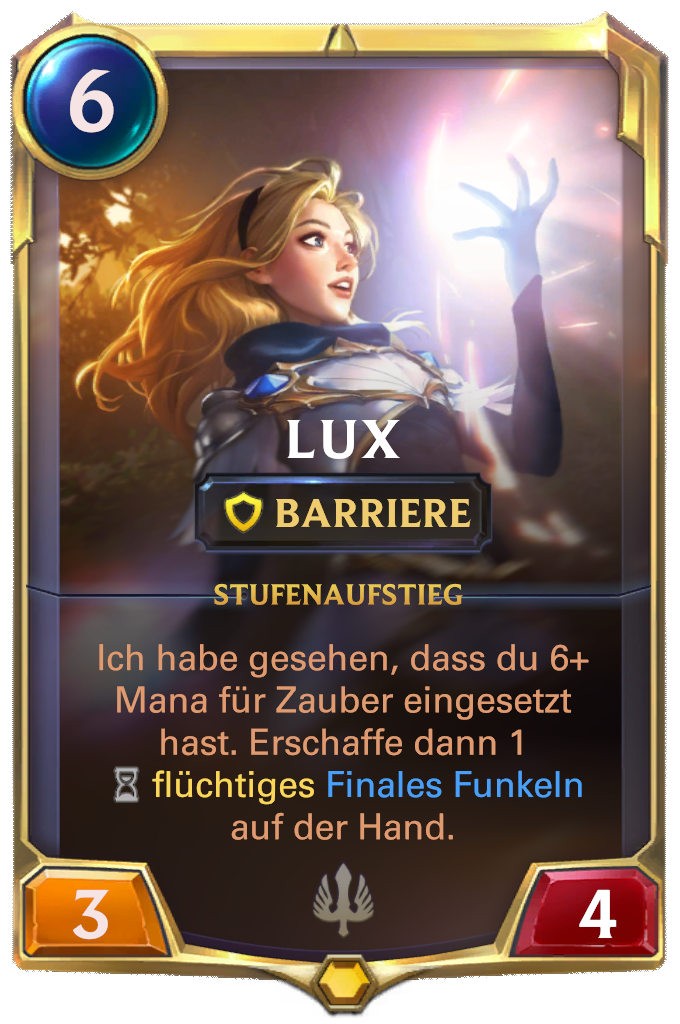 6
LUX
BARRIERE
STUFENAUFSTIEG
Ich habe gesehen, dass du 6+
Mana für Zauber eingesetzt
hast. Erschaffe dann 1
flüchtiges Finales Funkeln
auf der Hand.
3
4